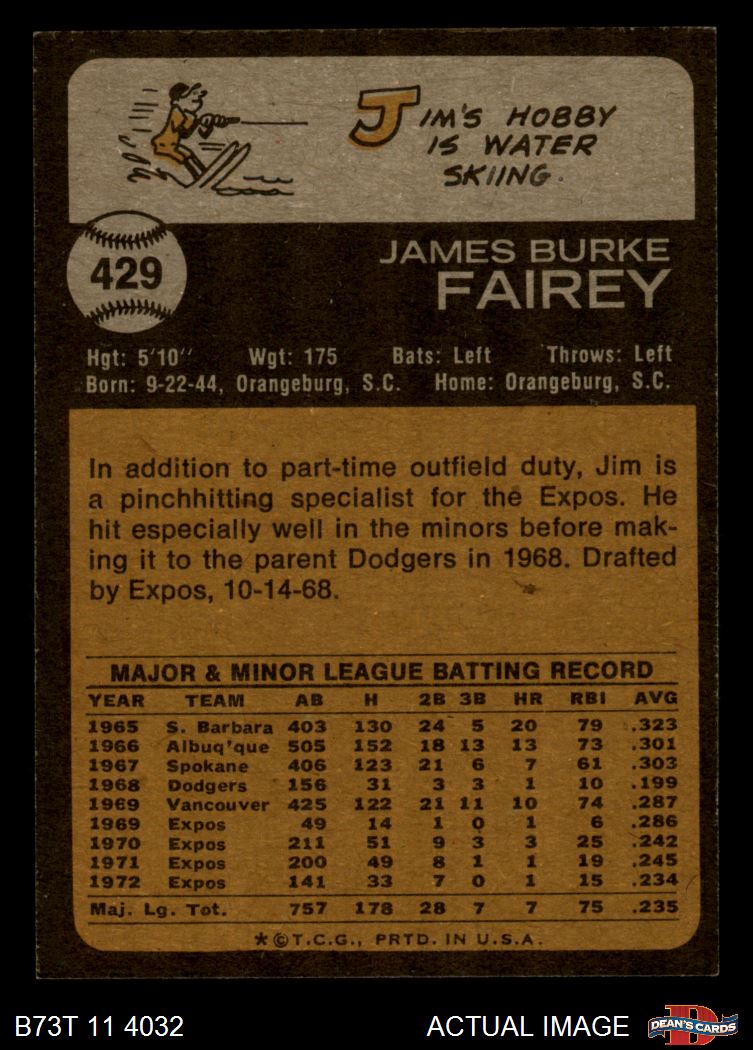 JIM'S HOBBY
IS WATER
SKIING.
429
JAMES BURKE
FAIREY
Hgt: 5'10" Wgt: 175 Bats: Left Throws: Left
Born: 9-22-44, Orangeburg, S.C. Home: Orangeburg, S.C.
In addition to part-time outfield duty, Jim is
a pinchhitting specialist for the Expos. He
hit especially well in the minors before mak-
ing it to the parent Dodgers in 1968. Drafted
by Expos, 10-14-68.
MAJOR & MINOR LEAGUE BATTING RECORD
YEAR TEAM AB H 2B 3B HR RBI AVG
1965 S. Barbara 403 130 24 5 20 79 .323
1966 Albuq'que 505 152 18 13 13 73 .301
1967 Spokane 406 123 21 6 7 61 .303
1968 Dodgers 156 31 3 3 1 10 .199
1969 Vancouver 425 122 21 11 10 74 .287
1969 Expos 49 14 1 0 1 6 .286
1970 Expos 211 51 9 3 3 25 .242
1971 Expos 200 49 8 1 1 19 .245
1972 Expos 141 33 7 0 1 15 .234
Maj. Lg. Tot. 757 178 28 7 7 75 .235
*©T.C.G., PRTD. IN U.S.A.
B73T 11 4032 ACTUAL IMAGE D DEAN'S CARDS